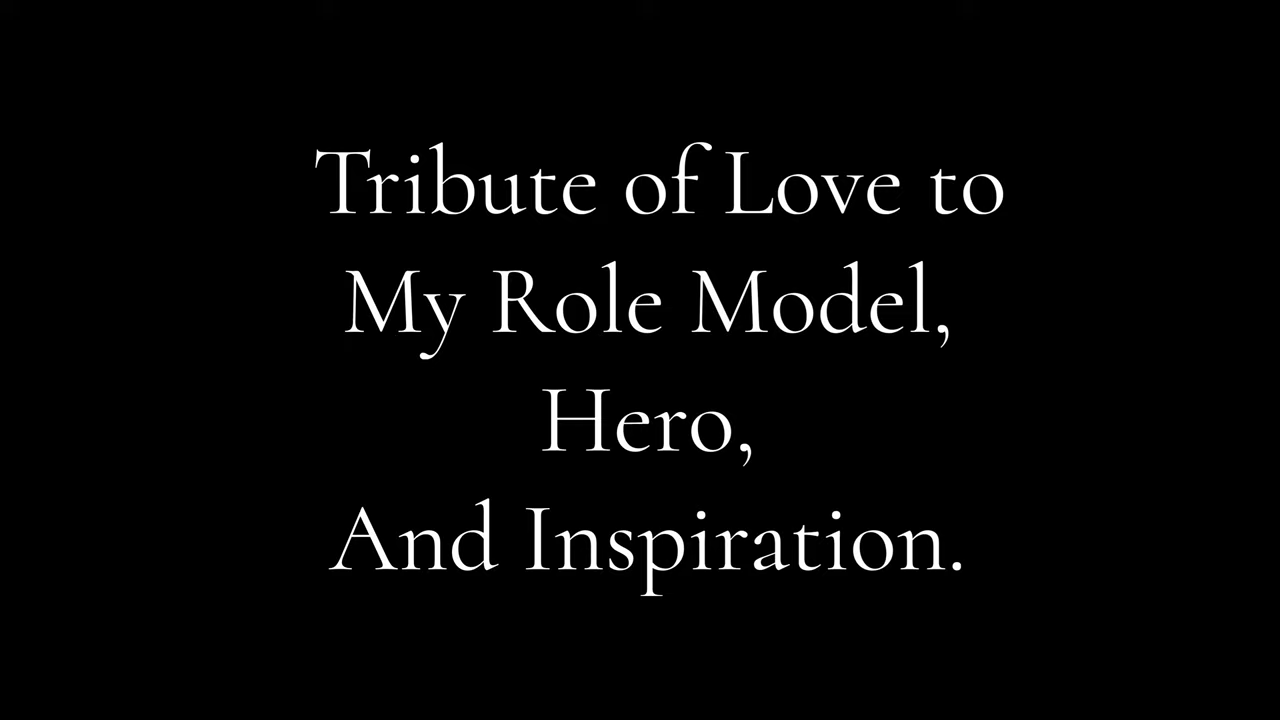 Tribute of Love to
My Role Model,
Hero,
And Inspiration.